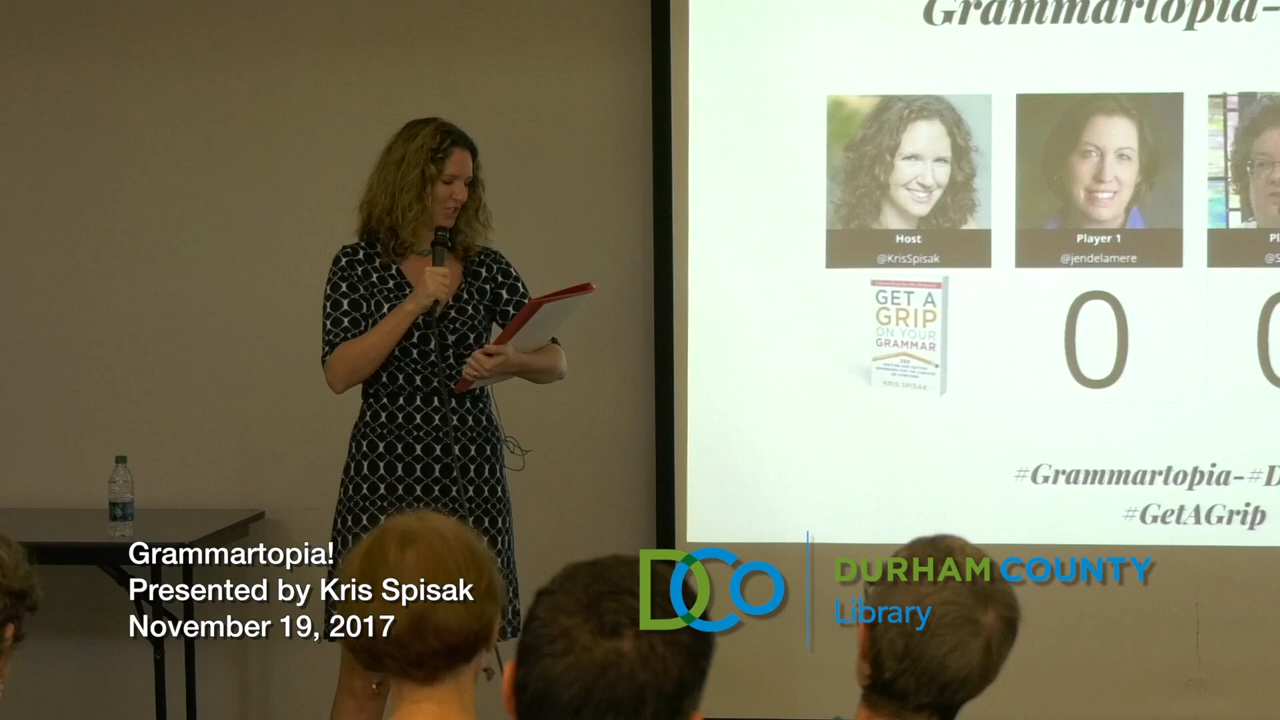 Grammartopia-
Host
@KrisSpisak
Player 1
@jendelamere
GET A
GRIP
ON YOUR
GRAMMAR
KRIS SPISAK
0
#Grammartopia-#D
#GetAGrip
Grammartopia!
Presented by Kris Spisak
November 19, 2017
DCo
DURHAM COUNTY
Library